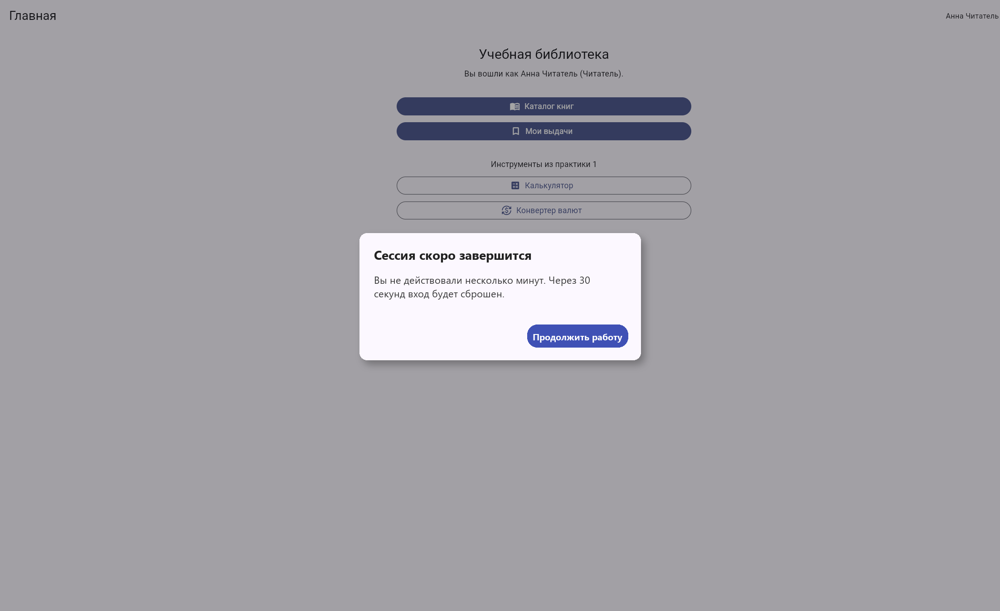 Главная
Анна Читатель
Учебная библиотека
Вы вошли как Анна Читатель (Читатель).
Каталог книг
Мои выдачи
Инструменты из практики 1
Калькулятор
Конвертер валют
Сессия скоро завершится
Вы не действовали несколько минут. Через 30
секунд вход будет сброшен.
Продолжить работу